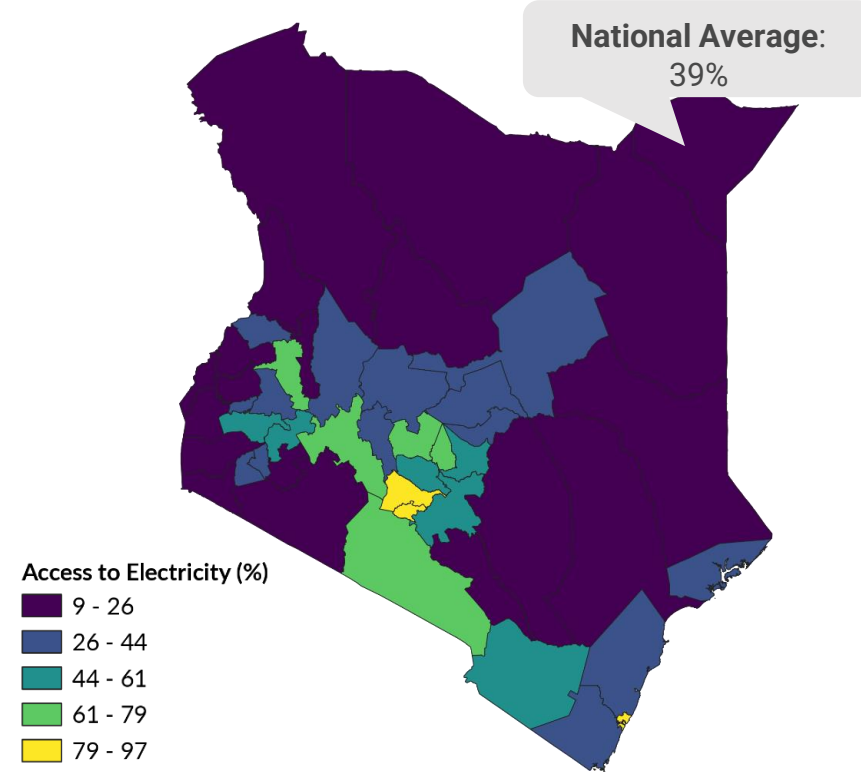 National Average:
39%
Access to Electricity (%)
9 - 26
26 - 44
44 - 61
61 - 79
79 - 97